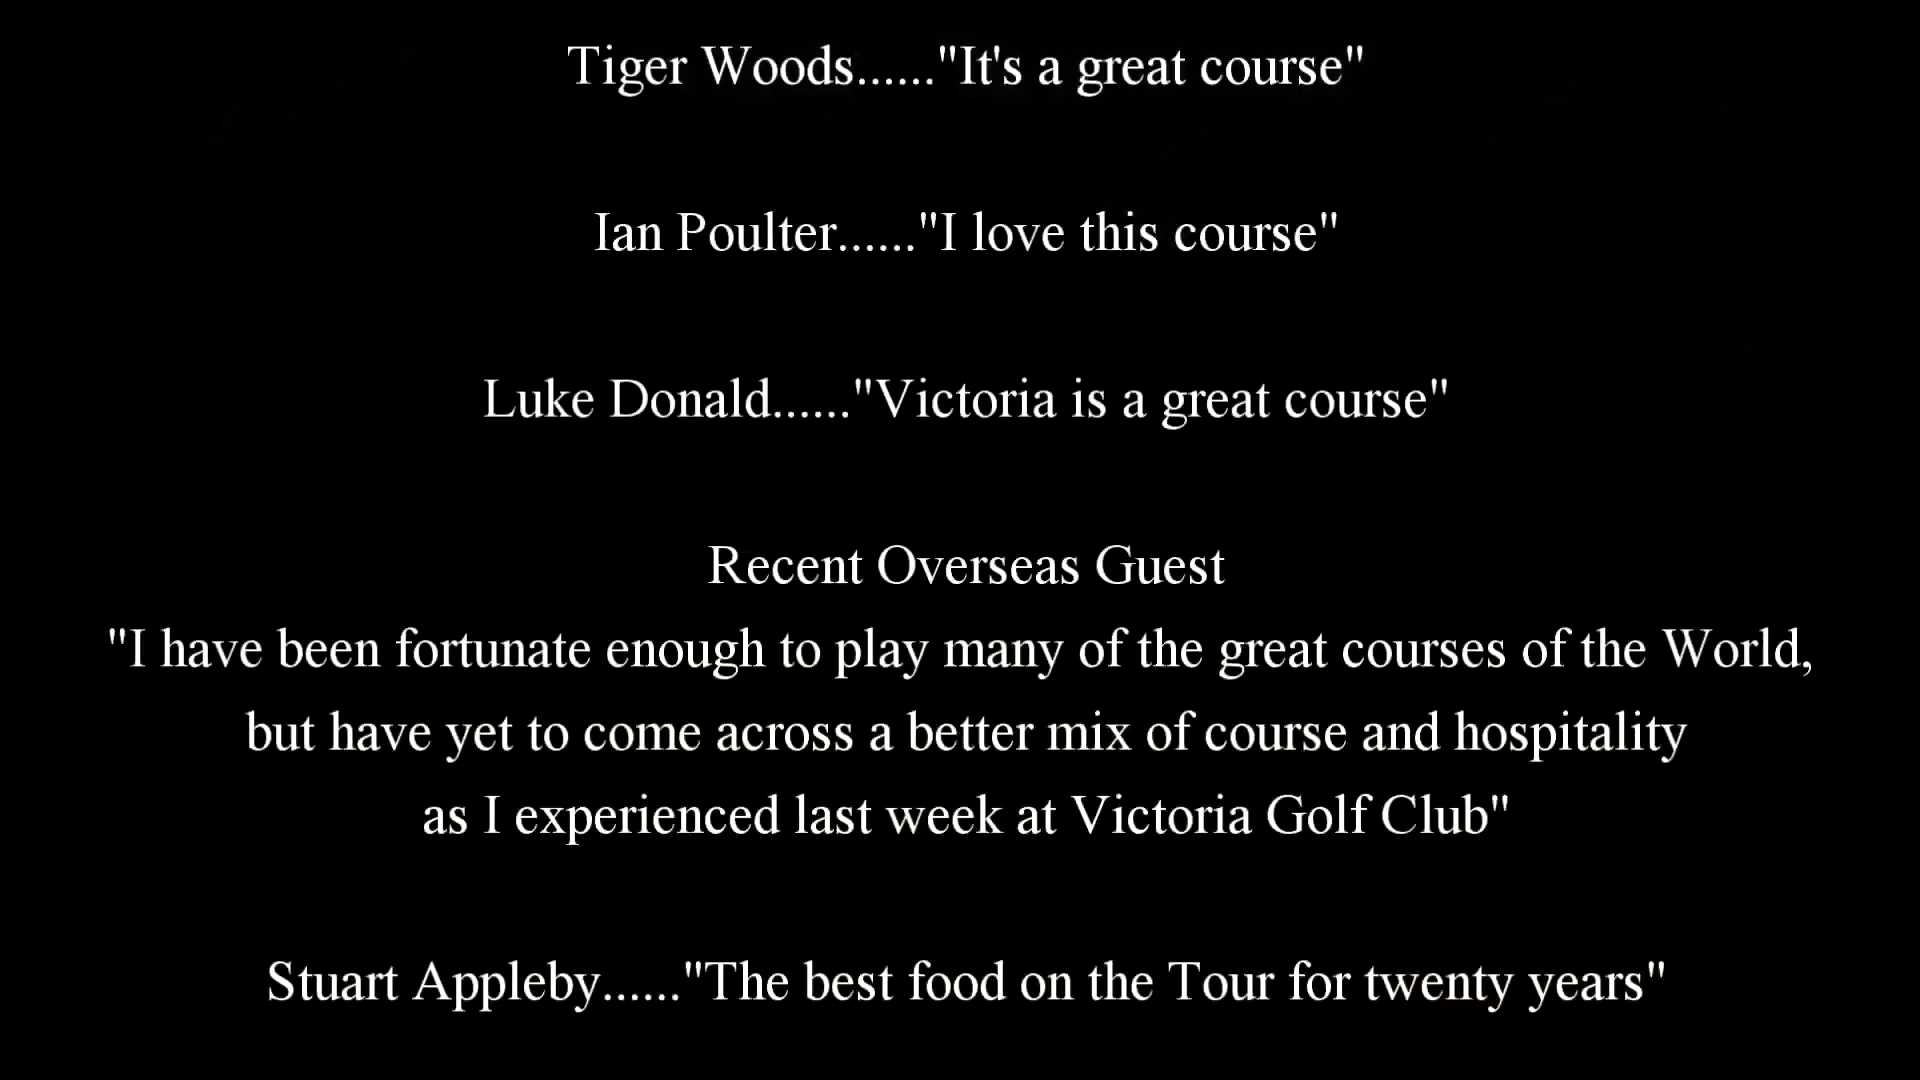 Tiger Woods......"It's a great course"
Ian Poulter......"I love this course"
Luke Donald......"Victoria is a great course"
Recent Overseas Guest
"I have been fortunate enough to play many of the great courses of the World,
but have yet to come across a better mix of course and hospitality
as I experienced last week at Victoria Golf Club"
Stuart Appleby......"The best food on the Tour for twenty years"